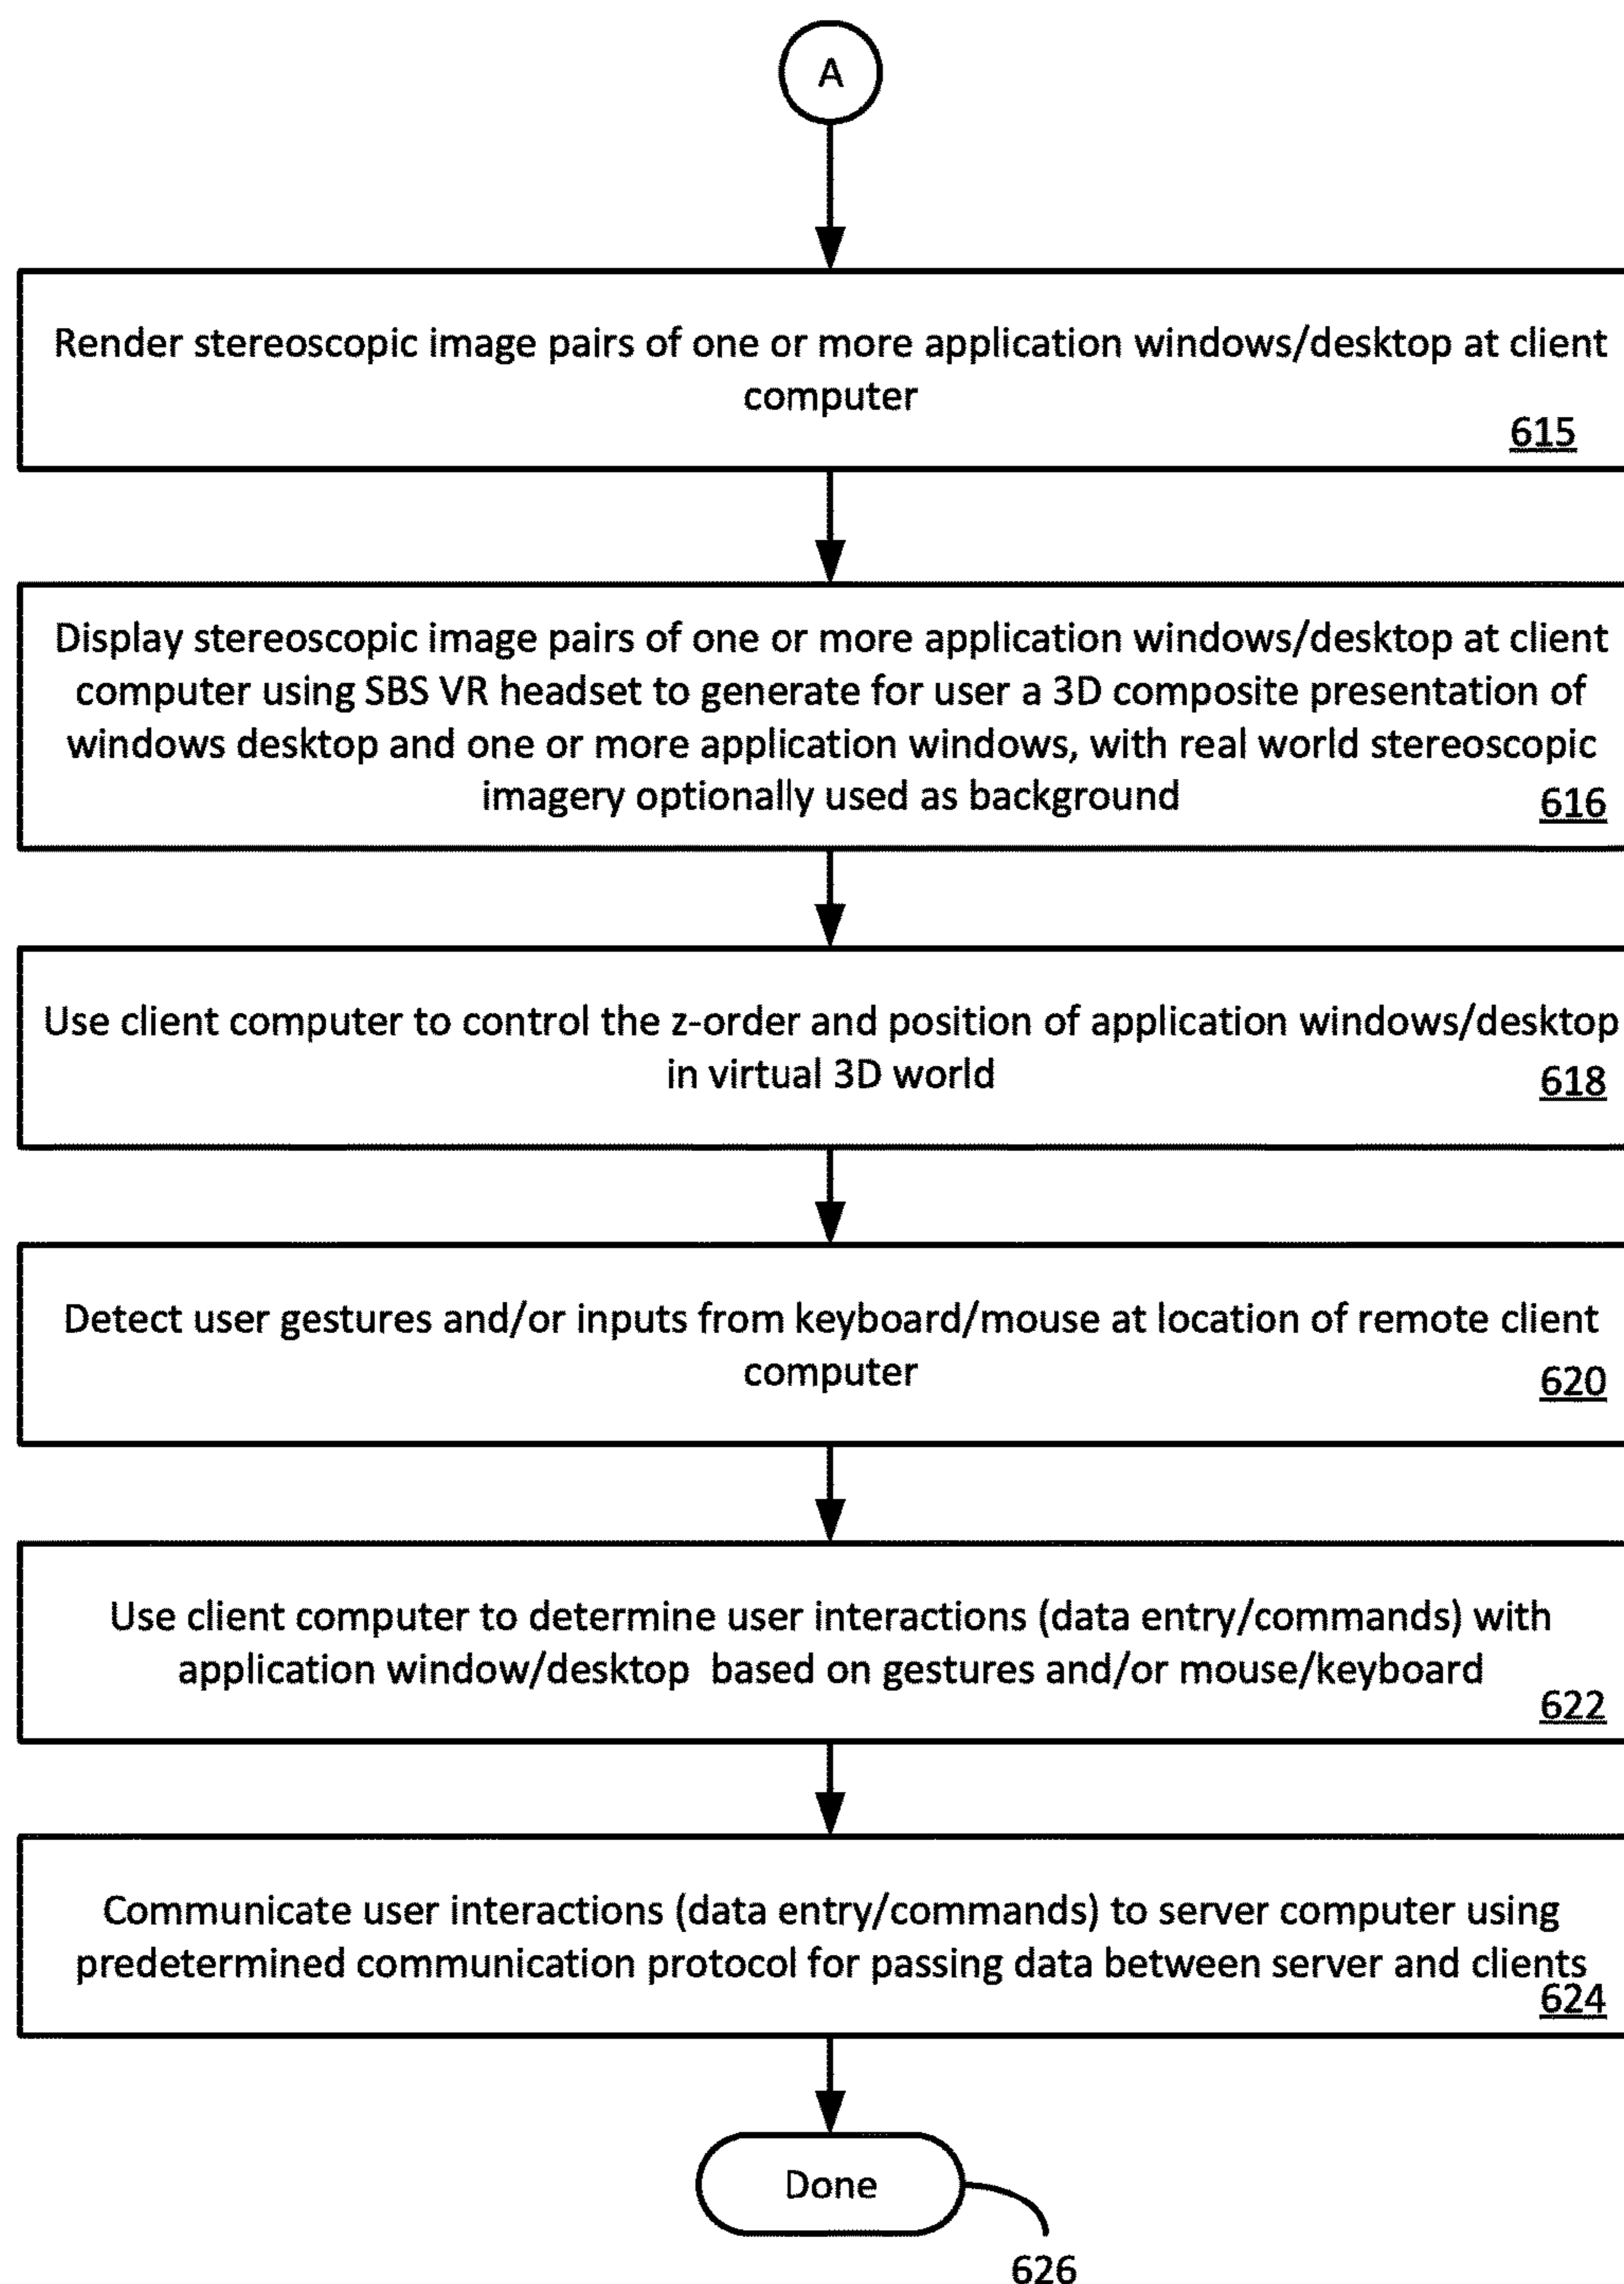 A
Render stereoscopic image pairs of one or more application windows/desktop at client
computer
615
Display stereoscopic image pairs of one or more application windows/desktop at client
computer using SBS VR headset to generate for user a 3D composite presentation of
windows desktop and one or more application windows, with real world stereoscopic
imagery optionally used as background
616
Use client computer to control the z-order and position of application windows/desktop
in virtual 3D world
618
Detect user gestures and/or inputs from keyboard/mouse at location of remote client
computer
620
Use client computer to determine user interactions (data entry/commands) with
application window/desktop based on gestures and/or mouse/keyboard
622
Communicate user interactions (data entry/commands) to server computer using
predetermined communication protocol for passing data between server and clients
624
Done
626